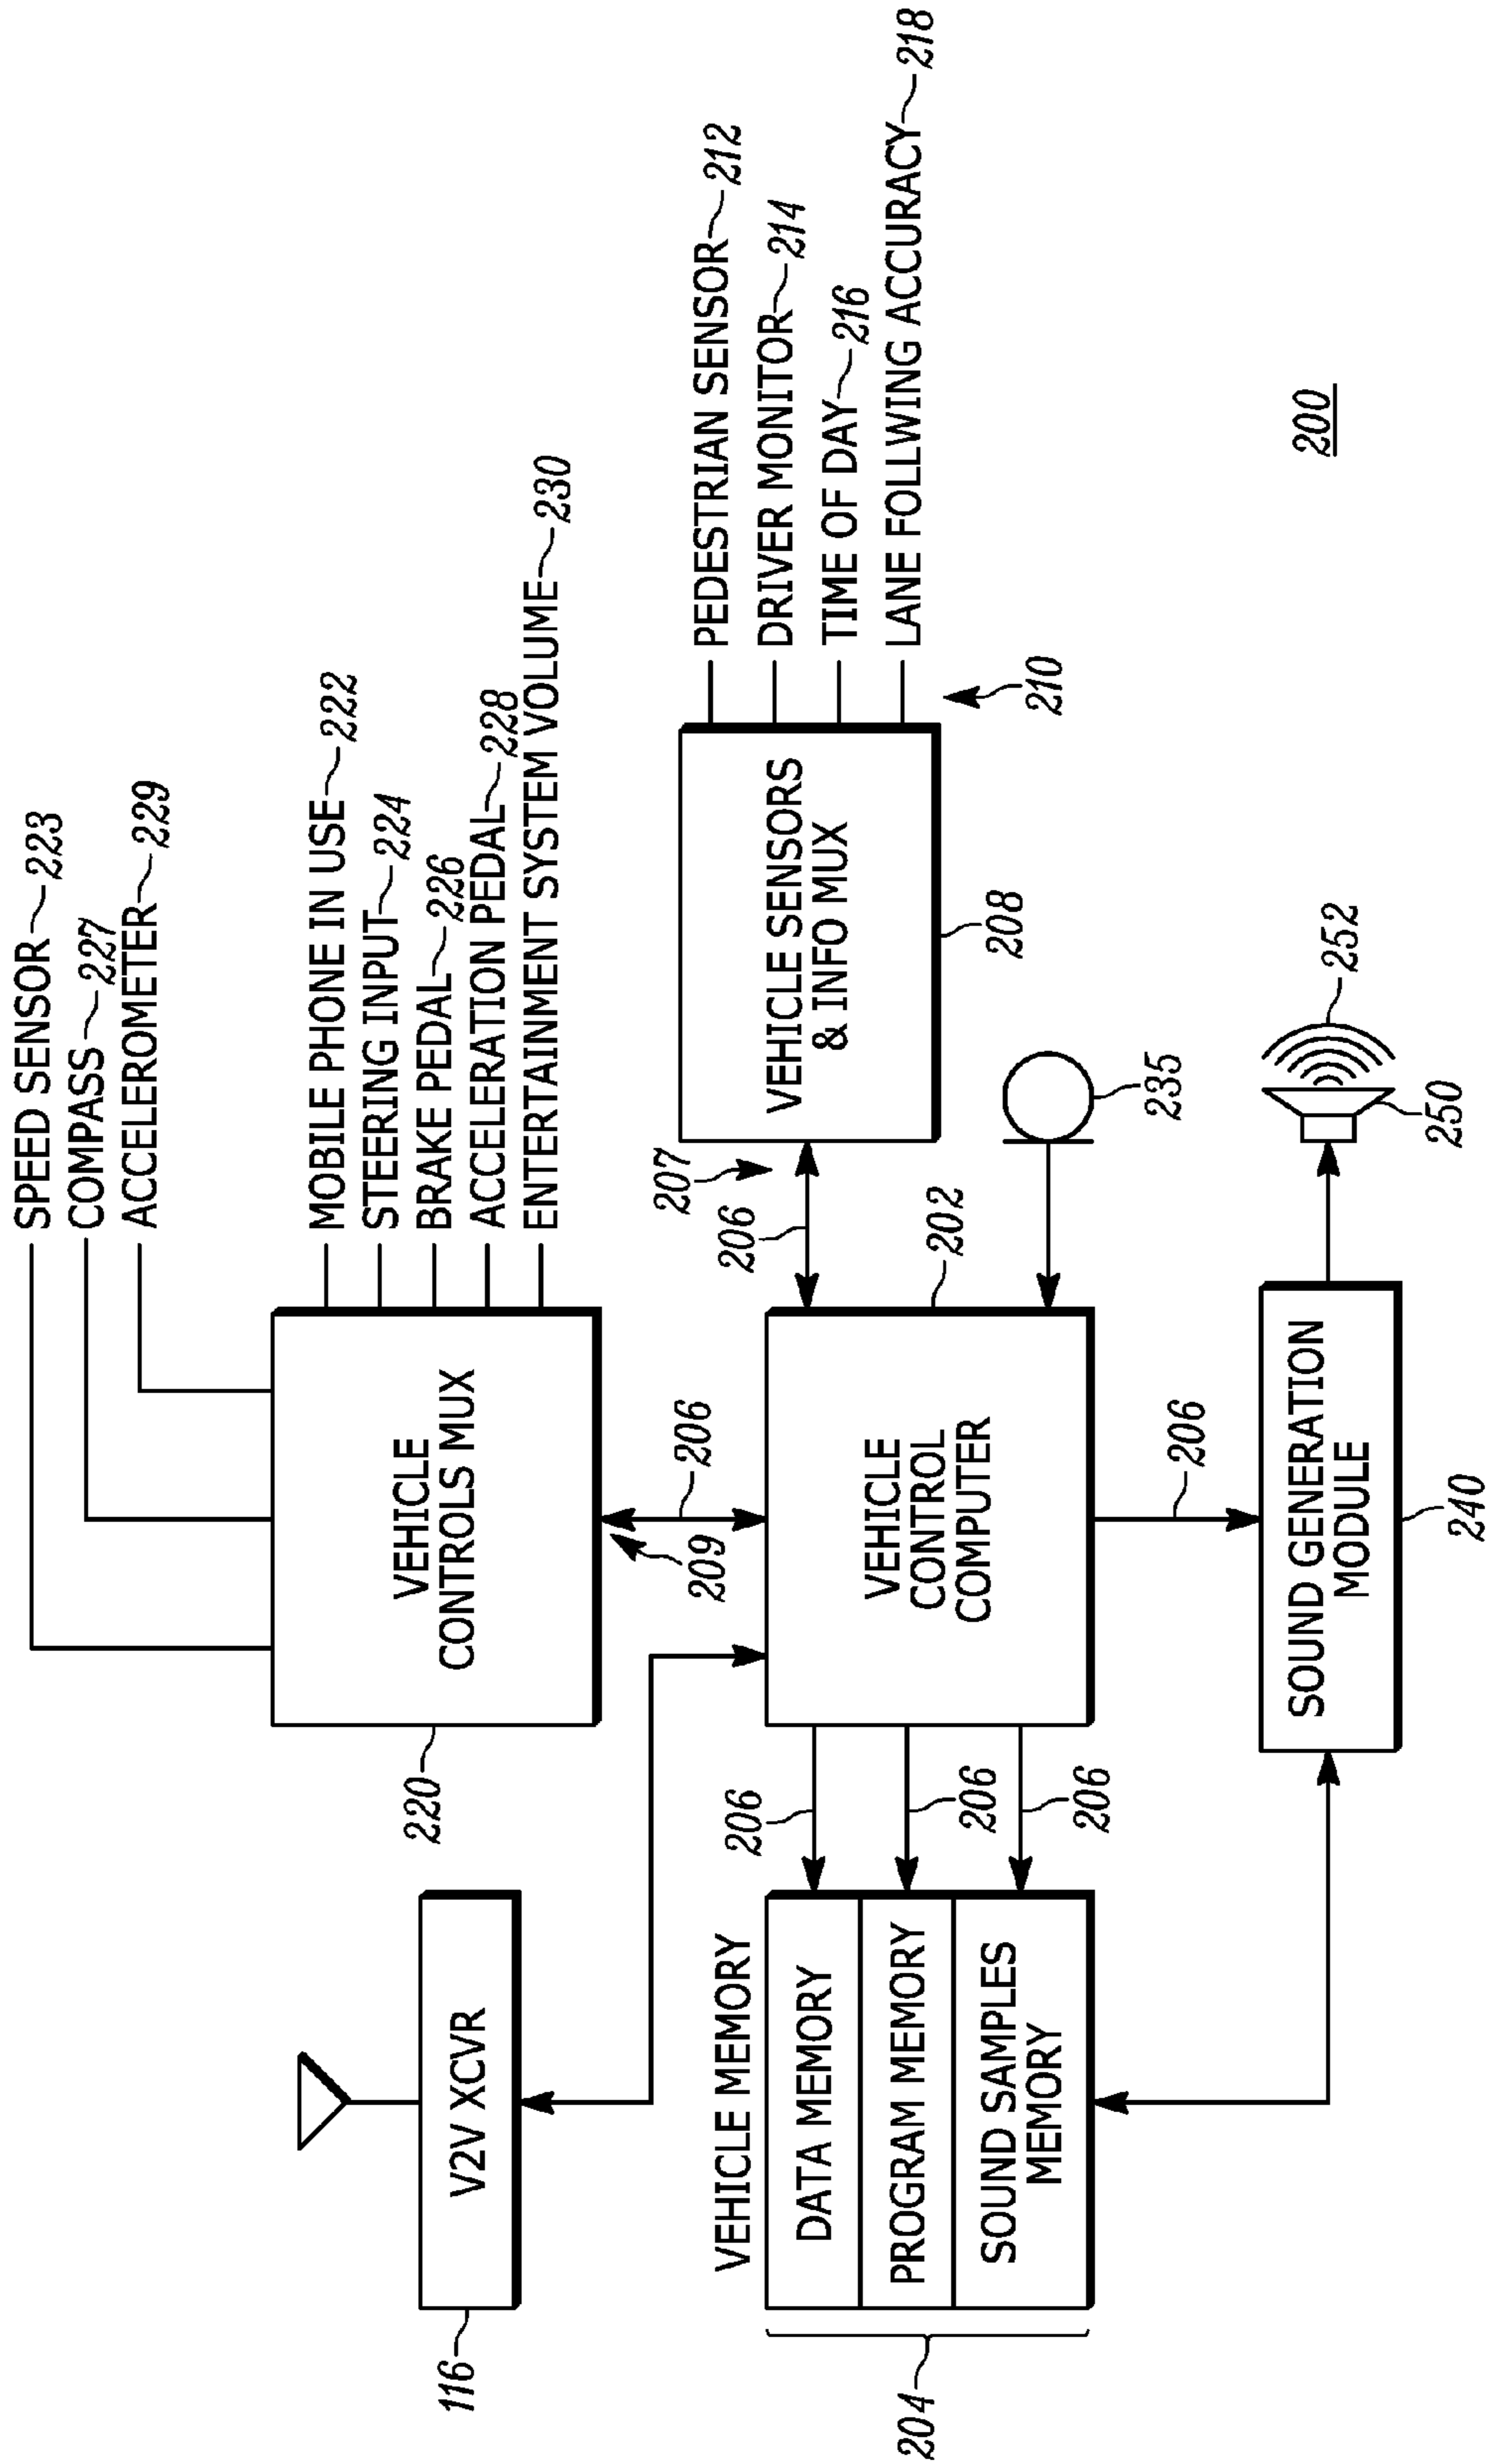 SPEED SENSOR 223
COMPASS 227
ACCELEROMETER 229
MOBILE PHONE IN USE 222
STEERING INPUT 224
BRAKE PEDAL 226
ACCELERATION PEDAL 228
ENTERTAINMENT SYSTEM VOLUME 230
VEHICLE
CONTROLS MUX
220
V2V XCVR
116
206
209
PEDESTRIAN SENSOR 212
DRIVER MONITOR 214
TIME OF DAY 216
LANE FOLLWING ACCURACY 218
210
VEHICLE SENSORS
& INFO MUX
208
207
206
202
235
VEHICLE
CONTROL
COMPUTER
206
206
206
VEHICLE MEMORY
DATA MEMORY
PROGRAM MEMORY
SOUND SAMPLES
MEMORY
204
206
SOUND GENERATION
MODULE
240
250
252
200